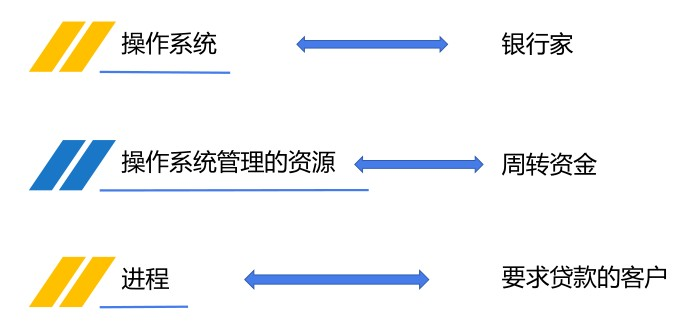 操作系统
银行家
操作系统管理的资源
周转资金
进程
要求贷款的客户